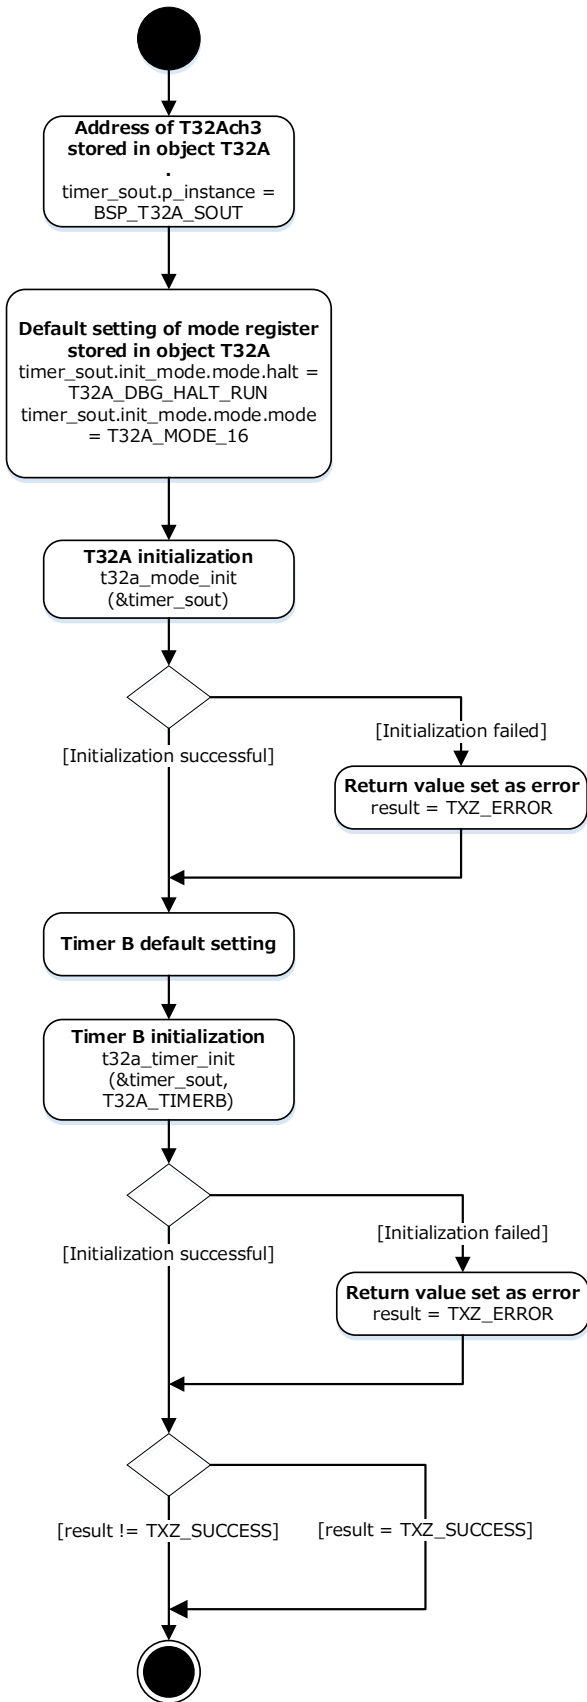 Address of T32Ach3
stored in object T32A
.
timer_sout.p_instance =
BSP_T32A_SOUT
Default setting of mode register
stored in object T32A
timer_sout.init_mode.mode.halt =
T32A_DBG_HALT_RUN
timer_sout.init_mode.mode.mode
= T32A_MODE_16
T32A initialization
t32a_mode_init
(&timer_sout)
[Initialization failed]
[Initialization successful]
Return value set as error
result = TXZ_ERROR
Timer B default setting
Timer B initialization
t32a_timer_init
(&timer_sout,
T32A_TIMERB)
[Initialization failed]
[Initialization successful]
Return value set as error
result = TXZ_ERROR
[result != TXZ_SUCCESS]
[result = TXZ_SUCCESS]